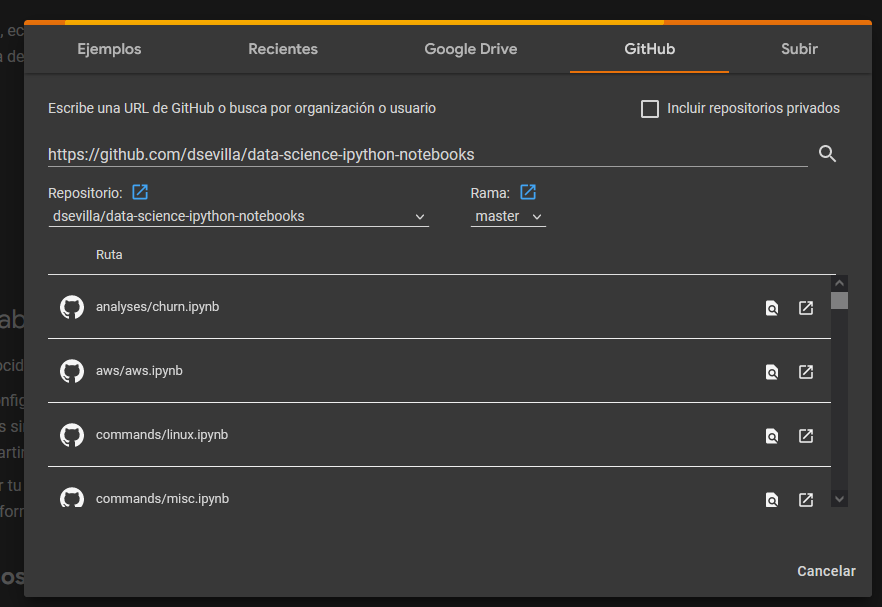 Ejemplos Recientes Google Drive GitHub Subir
Escribe una URL de GitHub o busca por organización o usuario
Incluir repositorios privados
https://github.com/dsevilla/data-science-ipython-notebooks
Repositorio: Rama:
dsevilla/data-science-ipython-notebooks master
Ruta
analyses/churn.ipynb
aws/aws.ipynb
commands/linux.ipynb
commands/misc.ipynb
Cancelar